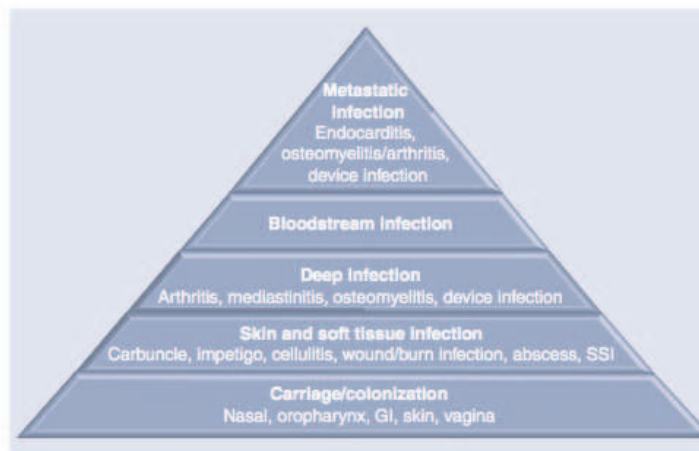 Metastatic
Infection
Endocarditis,
osteomyelitis/arthritis,
device infection
Bloodstream infection
Deep infection
Arthritis, mediastinitis, osteomyelitis, device infection
Skin and soft tissue infection
Carbuncle, impetigo, cellulitis, wound/burn infection, abscess, SSI
Carriage/colonization
Nasal, oropharynx, GI, skin, vagina